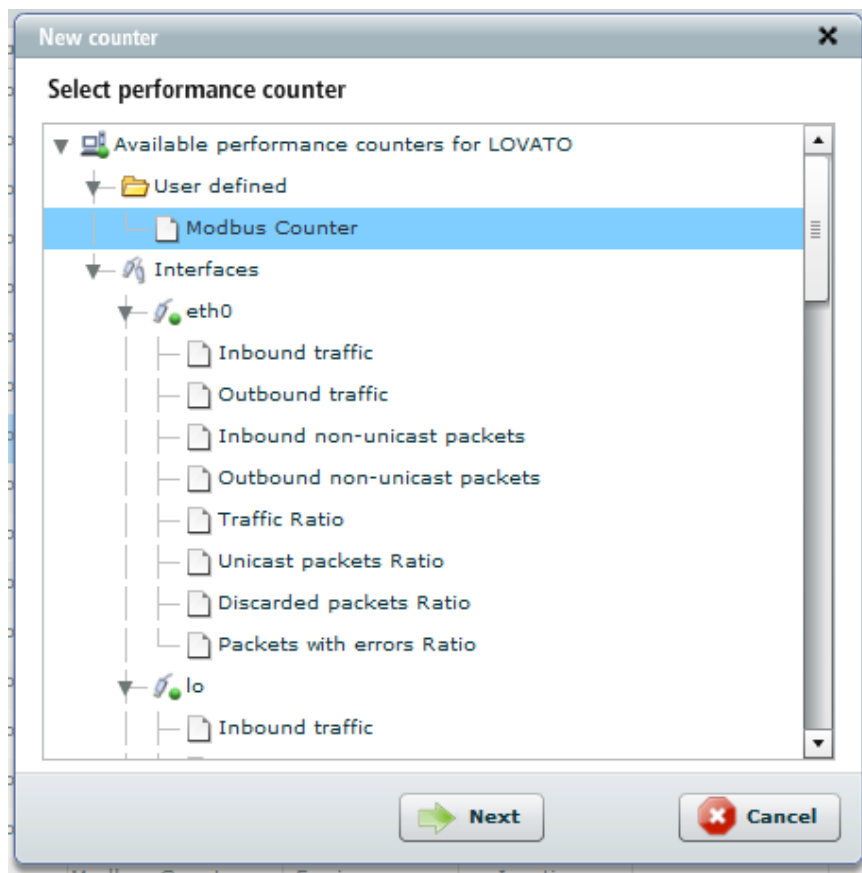 New counter
Select performance counter
Available performance counters for LOVATO
User defined
Modbus Counter
Interfaces
eth0
Inbound traffic
Outbound traffic
Inbound non-unicast packets
Outbound non-unicast packets
Traffic Ratio
Unicast packets Ratio
Discarded packets Ratio
Packets with errors Ratio
lo
Inbound traffic
Next
Cancel